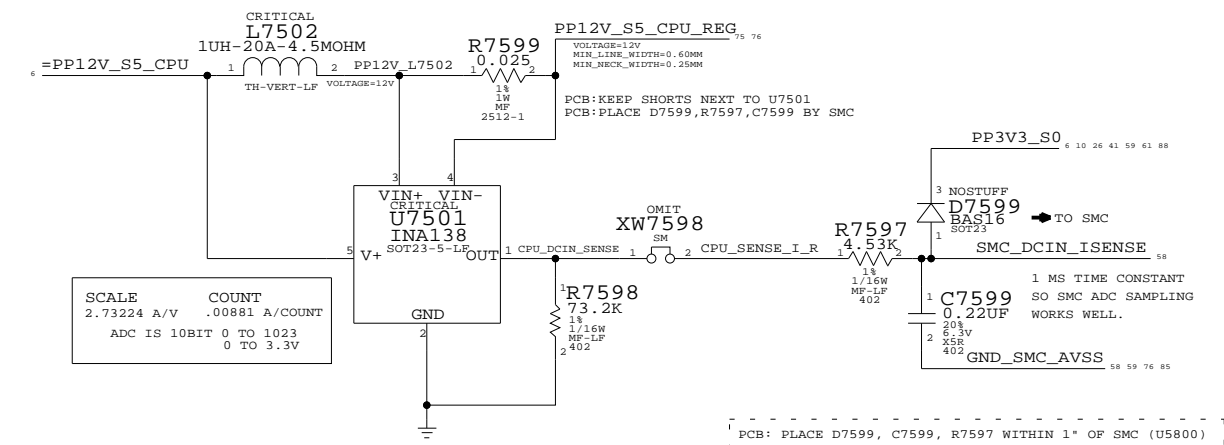 CRITICAL
L7502
1UH-20A-4.5MOHM
6 =PP12V_S5_CPU
1 2
TH-VERT-LF
PP12V_L7502
VOLTAGE=12V
R7599
0.025
1 2
1%
1W
MF
2512-1
PP12V_S5_CPU_REG
75 76
VOLTAGE=12V
MIN_LINE_WIDTH=0.60MM
MIN_NECK_WIDTH=0.25MM
PCB:KEEP SHORTS NEXT TO U7501
PCB:PLACE D7599,R7597,C7599 BY SMC
3 4
VIN+ VIN-
CRITICAL
U7501
INA138
SOT23-5-LF
5 V+
OUT 1
GND
2
CPU_DCIN_SENSE
OMIT
XW7598
SM
1 2
CPU_SENSE_I_R
1 R7598
73.2K
1%
1/16W
MF-LF
2 402
R7597
4.53K
1 2
1%
1/16W
MF-LF
402
PP3V3_S0
6 10 26 41 59 61 88
3 NOSTUFF
D7599
BAS16
SOT23
1
TO SMC
SMC_DCIN_ISENSE
58
1 MS TIME CONSTANT
SO SMC ADC SAMPLING
WORKS WELL.
1 C7599
0.22UF
20%
6.3V
2 X5R
402
GND_SMC_AVSS
58 59 76 85
SCALE COUNT
2.73224 A/V .00881 A/COUNT
ADC IS 10BIT 0 TO 1023
0 TO 3.3V
PCB: PLACE D7599, C7599, R7597 WITHIN 1" OF SMC (U5800)